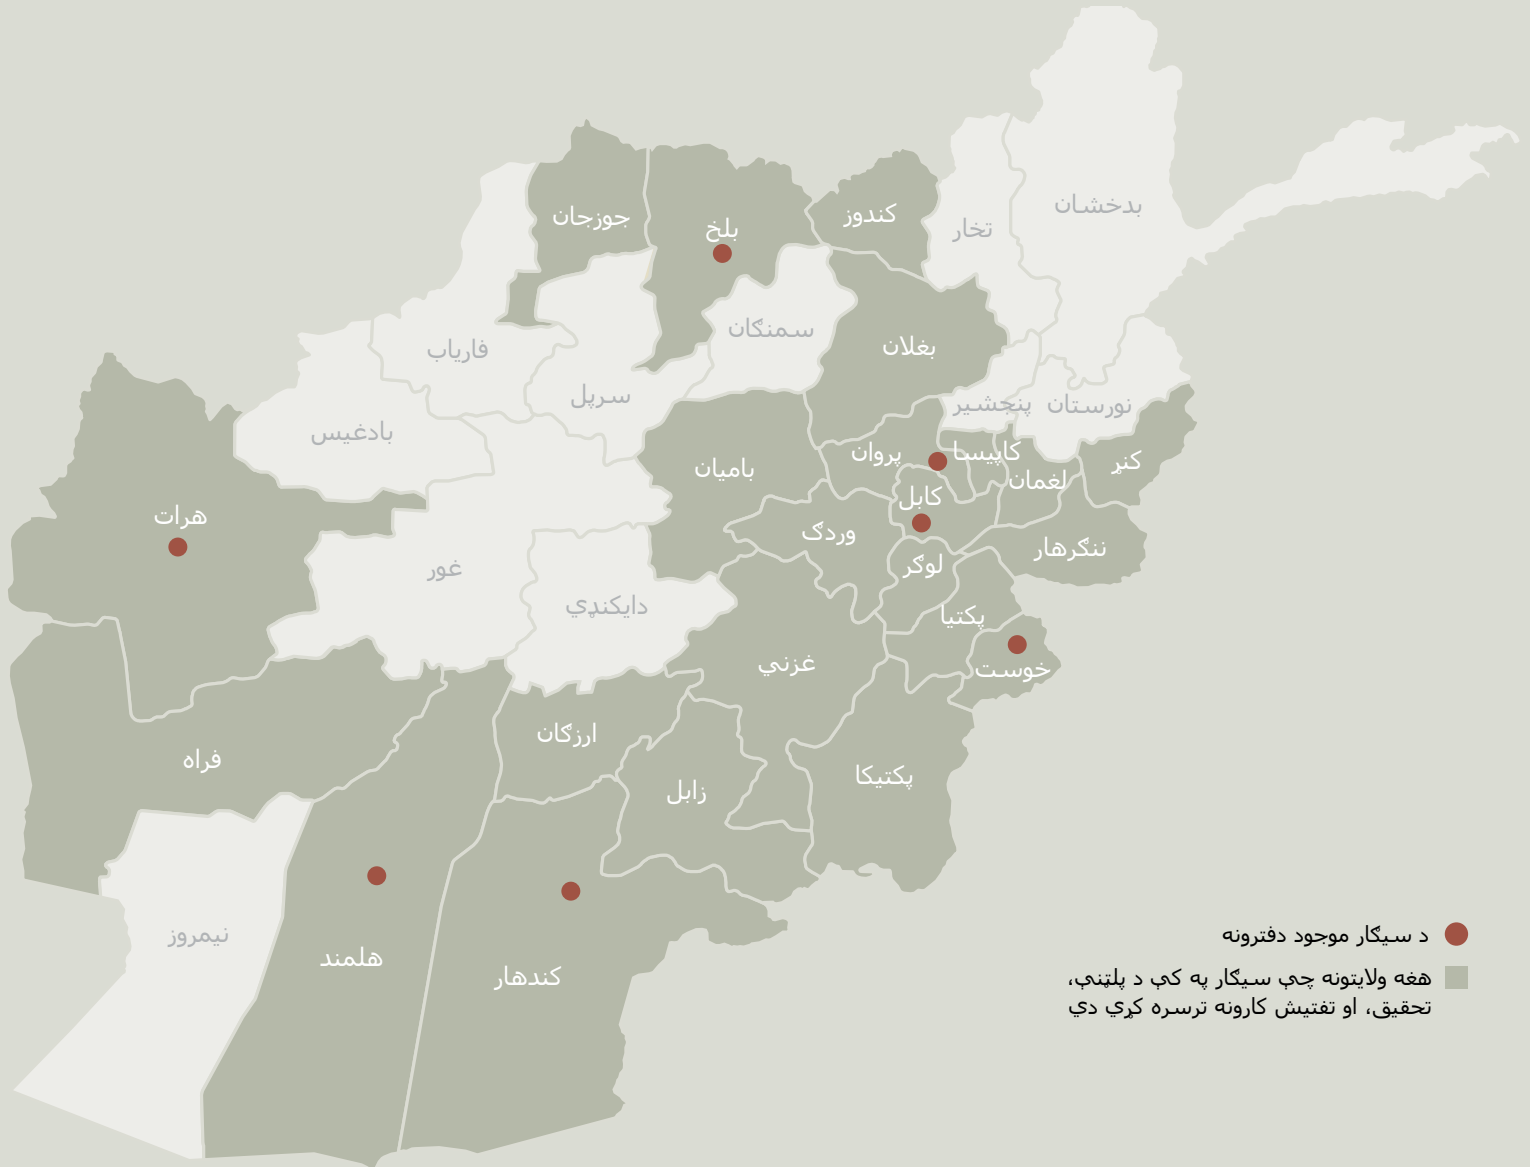 بدخشان
جوزجان
کندوز
تخار
بلخ
سمنګان
بغلان
فاریاب
سرپل
پنجشیر
نورستان
بادغیس
پروان
کاپیسا
کنړ
بامیان
لغمان
کابل
هرات
وردګ
ننګرهار
لوګر
غور
دایکنډي
پکتیا
غزني
خوست
ارزګان
فراه
پکتیکا
زابل
نیمروز
هلمند
کندهار
د سیګار موجود دفترونه
هغه ولایتونه چې سیګار په کې د پلټنې،
تحقیق، او تفتیش کارونه ترسره کړي دي